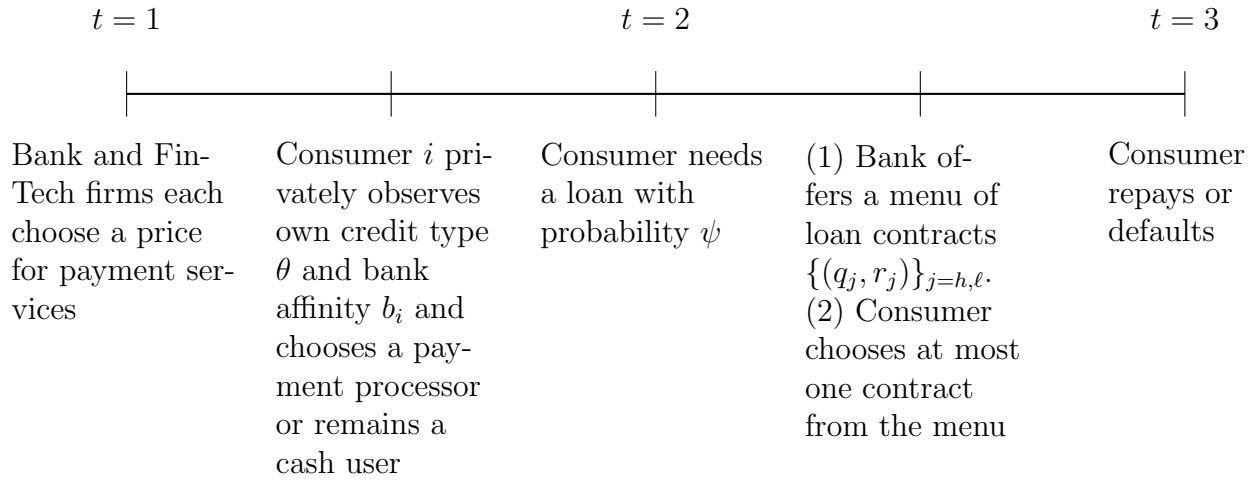 t = 1
t = 2
t = 3
Bank and Fin-
Tech firms each
choose a price
for payment ser-
vices
Consumer i pri-
vately observes
own credit type
θ and bank
affinity b_i and
chooses a pay-
ment processor
or remains a
cash user
Consumer needs
a loan with
probability ψ
(1) Bank of-
fers a menu of
loan contracts
{(q_j, r_j)}_{j=h,ℓ}.
(2) Consumer
chooses at most
one contract
from the menu
Consumer
repays or
defaults